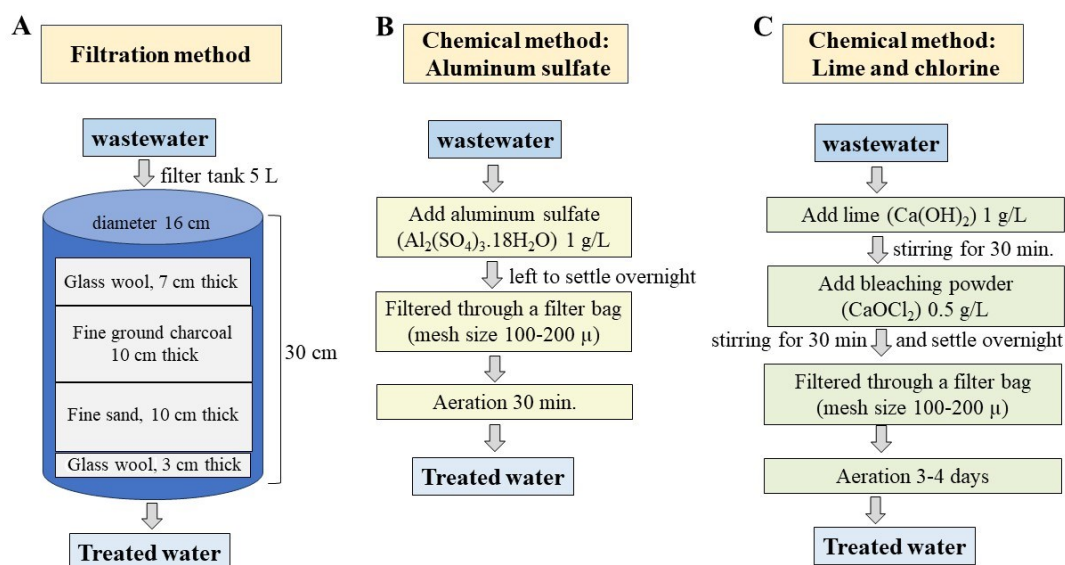 A
Filtration method
wastewater
filter tank 5 L
diameter 16 cm
Glass wool, 7 cm thick
Fine ground charcoal
10 cm thick
30 cm
Fine sand, 10 cm thick
Glass wool, 3 cm thick
Treated water
B
Chemical method:
Aluminum sulfate
wastewater
Add aluminum sulfate
(Al₂(SO₄)₃.18H₂O) 1 g/L
left to settle overnight
Filtered through a filter bag
(mesh size 100-200 μ)
Aeration 30 min.
Treated water
C
Chemical method:
Lime and chlorine
wastewater
Add lime (Ca(OH)₂) 1 g/L
stirring for 30 min.
Add bleaching powder
(CaOCl₂) 0.5 g/L
stirring for 30 min and settle overnight
Filtered through a filter bag
(mesh size 100-200 μ)
Aeration 3-4 days
Treated water